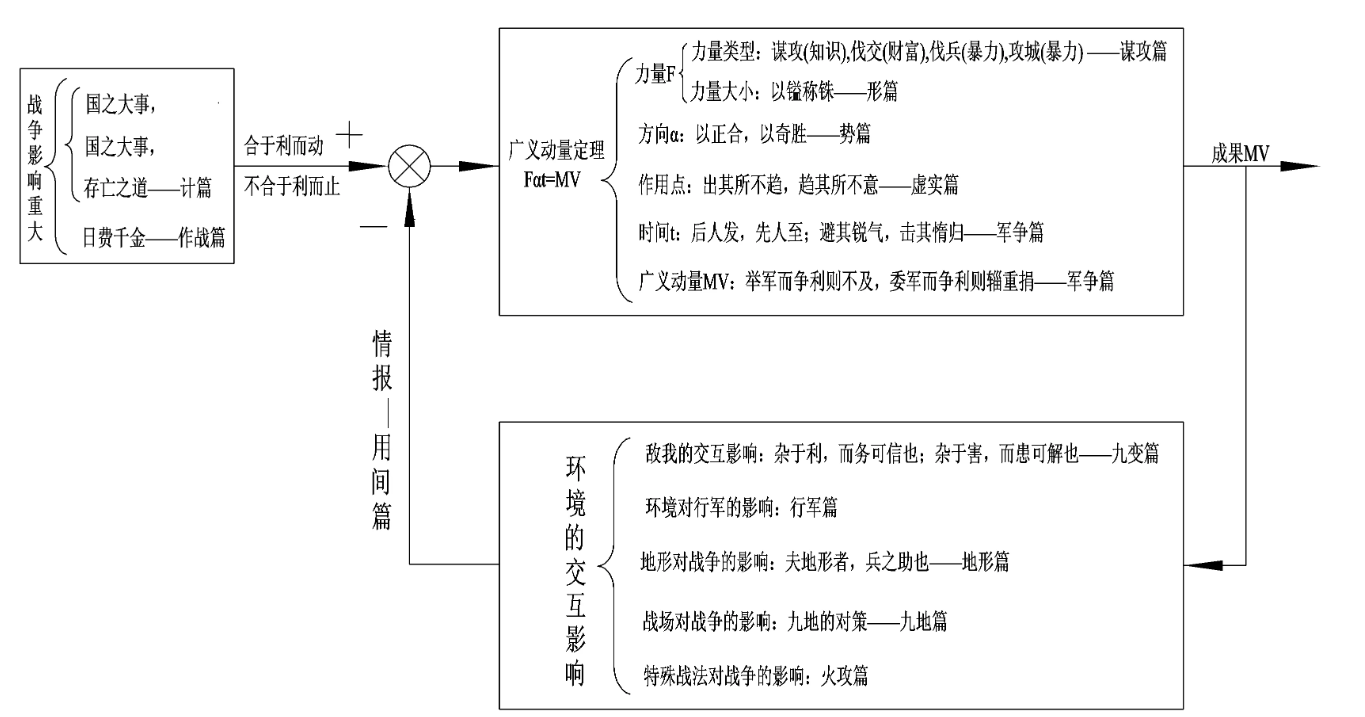 战争影响重大
国之大事，
国之大事，
存亡之道——计篇
日费千金——作战篇
合于利而动
不合于利而止
＋
—
广义动量定理
Fαt=MV
力量F
力量类型：谋攻(知识),伐交(财富),伐兵(暴力),攻城(暴力) ——谋攻篇
力量大小：以镒称铢——形篇
方向α：以正合，以奇胜——势篇
作用点：出其所不趋，趋其所不意——虚实篇
时间t：后人发，先人至；避其锐气，击其惰归——军争篇
广义动量MV：举军而争利则不及，委军而争利则辎重捐——军争篇
成果MV
情报—用间篇
环境的交互影响
敌我的交互影响：杂于利，而务可信也；杂于害，而患可解也——九变篇
环境对行军的影响：行军篇
地形对战争的影响：夫地形者，兵之助也——地形篇
战场对战争的影响：九地的对策——九地篇
特殊战法对战争的影响：火攻篇